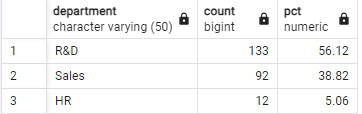 department count pct
character varying (50) bigint numeric
1 R&D 133 56.12
2 Sales 92 38.82
3 HR 12 5.06